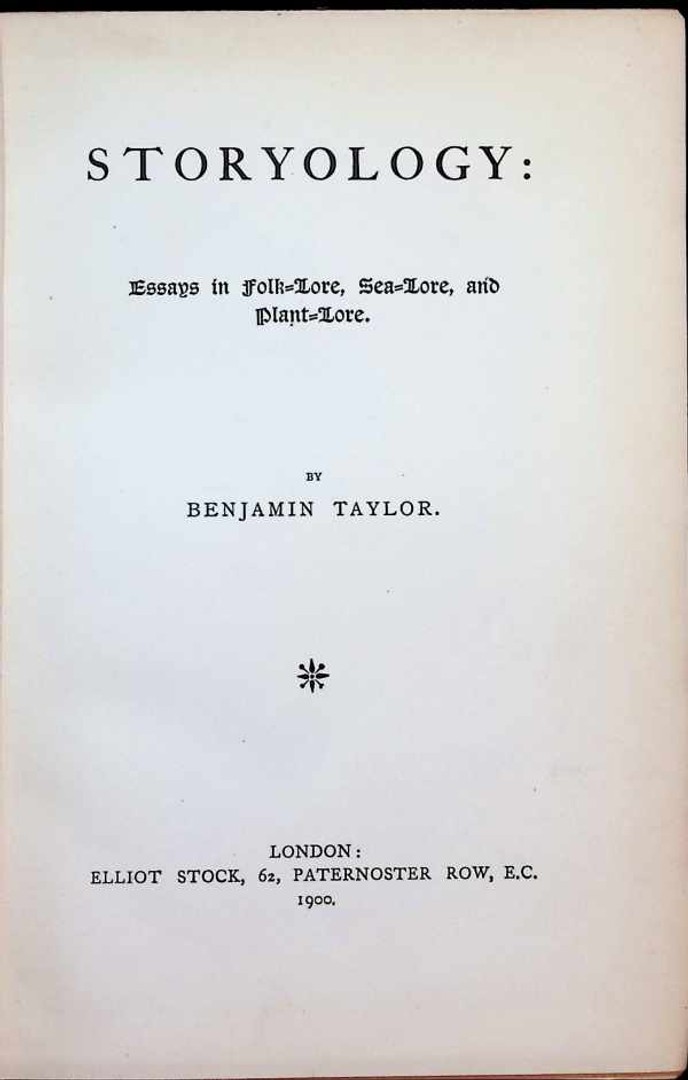 STORYOLOGY:
Essays in Folk=Lore, Sea=Lore, and
Plant=Lore.
BY
BENJAMIN TAYLOR.
LONDON:
ELLIOT STOCK, 62, PATERNOSTER ROW, E.C.
1900.